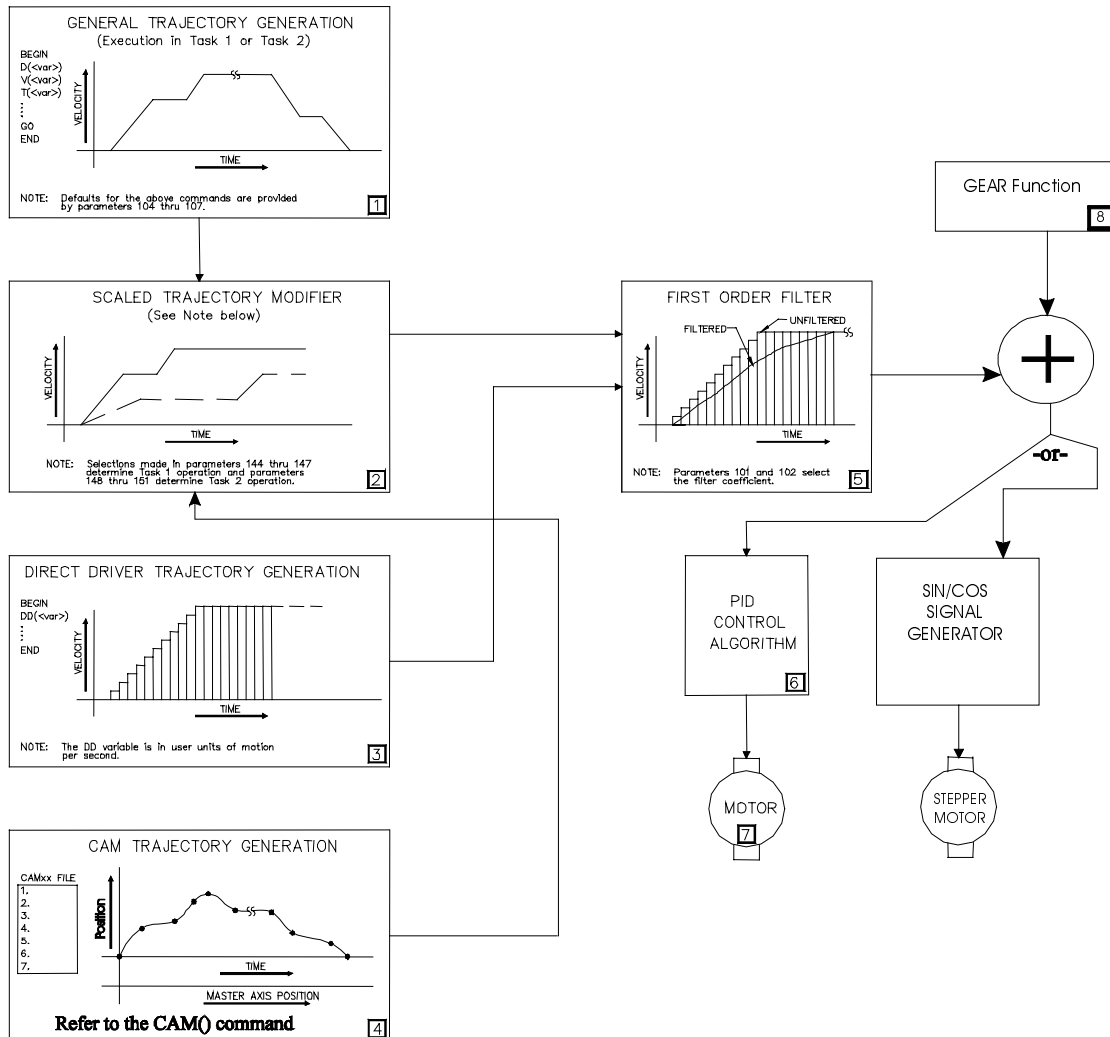 GENERAL TRAJECTORY GENERATION
(Execution in Task 1 or Task 2)
BEGIN
D(<var>)
V(<var>)
T(<var>)
....
GO
END
VELOCITY
TIME
NOTE: Defaults for the above commands are provided
by parameters 104 thru 107.
1
SCALED TRAJECTORY MODIFIER
(See Note below)
VELOCITY
TIME
NOTE: Selections made in parameters 144 thru 147
determine Task 1 operation and parameters
148 thru 151 determine Task 2 operation.
2
DIRECT DRIVER TRAJECTORY GENERATION
BEGIN
DD(<var>)
....
END
VELOCITY
TIME
NOTE: The DD variable is in user units of motion
per second.
3
CAM TRAJECTORY GENERATION
CAMxx FILE
1.
2.
3.
4.
5.
6.
7.
Position
TIME
MASTER AXIS POSITION
Refer to the CAM() command
4
FIRST ORDER FILTER
UNFILTERED
FILTERED
VELOCITY
TIME
NOTE: Parameters 101 and 102 select
the filter coefficient.
5
GEAR Function
8
+
-or-
PID
CONTROL
ALGORITHM
6
SIN/COS
SIGNAL
GENERATOR
MOTOR
7
STEPPER
MOTOR